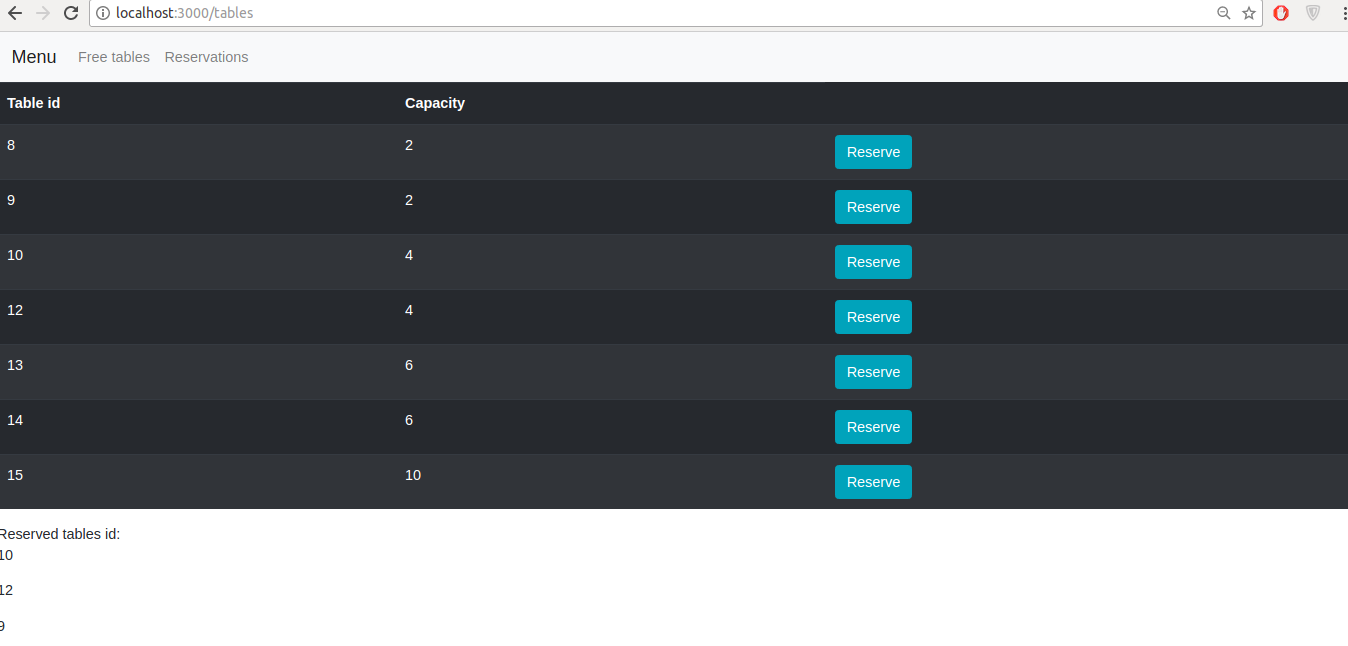 localhost:3000/tables
Menu Free tables Reservations
Table id Capacity
8 2 Reserve
9 2 Reserve
10 4 Reserve
12 4 Reserve
13 6 Reserve
14 6 Reserve
15 10 Reserve
Reserved tables id:
10
12
9